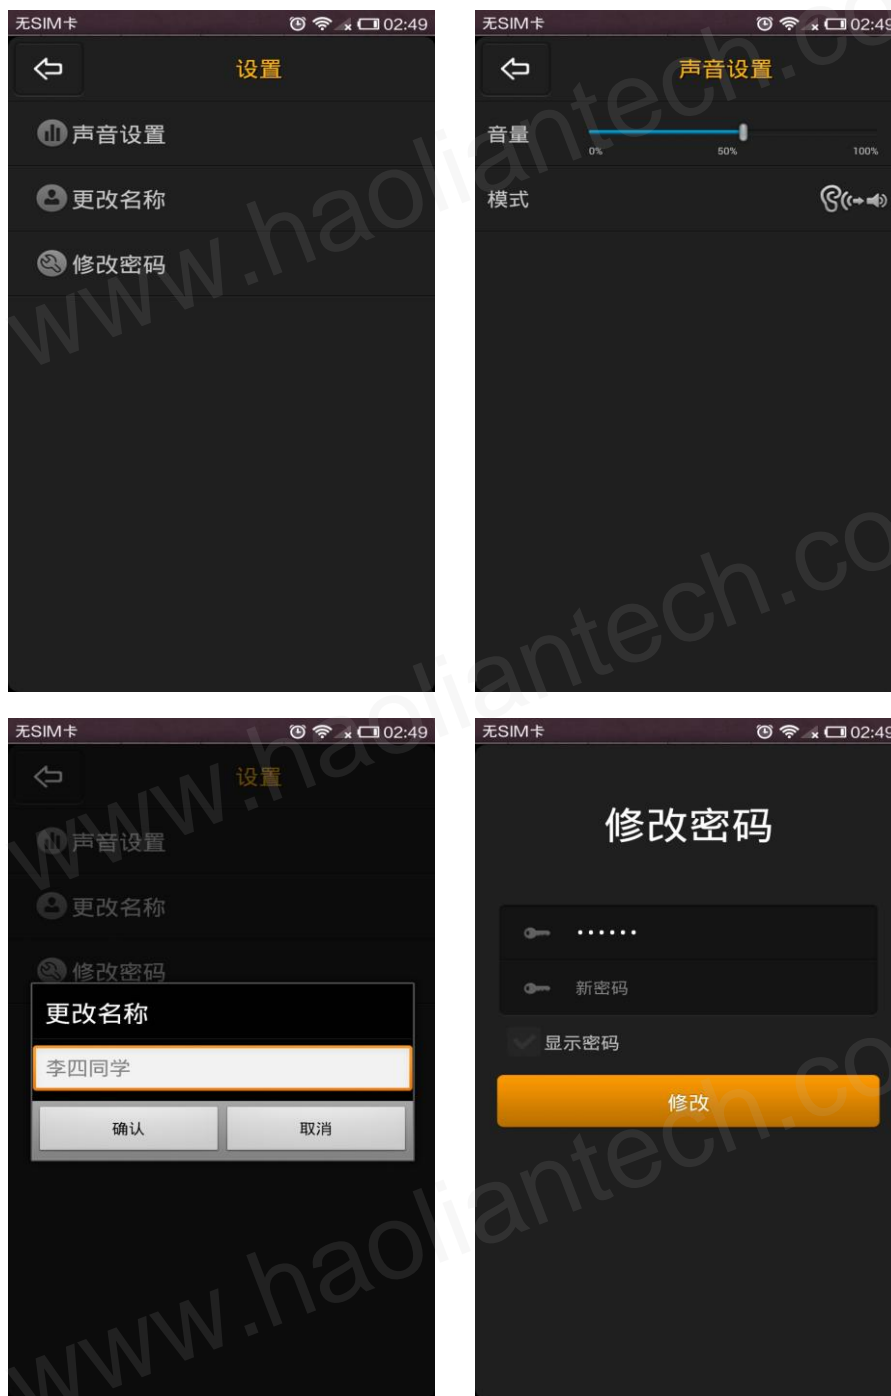 无SIM卡 02:49
设置
声音设置
更改名称
修改密码
无SIM卡 02:49
声音设置
音量
0% 50% 100%
模式
无SIM卡 02:49
设置
声音设置
更改名称
修改密码
更改名称
李四同学
确认 取消
无SIM卡 02:49
修改密码
••••••
新密码
显示密码
修改
www.haoliantech.co
www.haoliantech.co
www.haoliantech.co